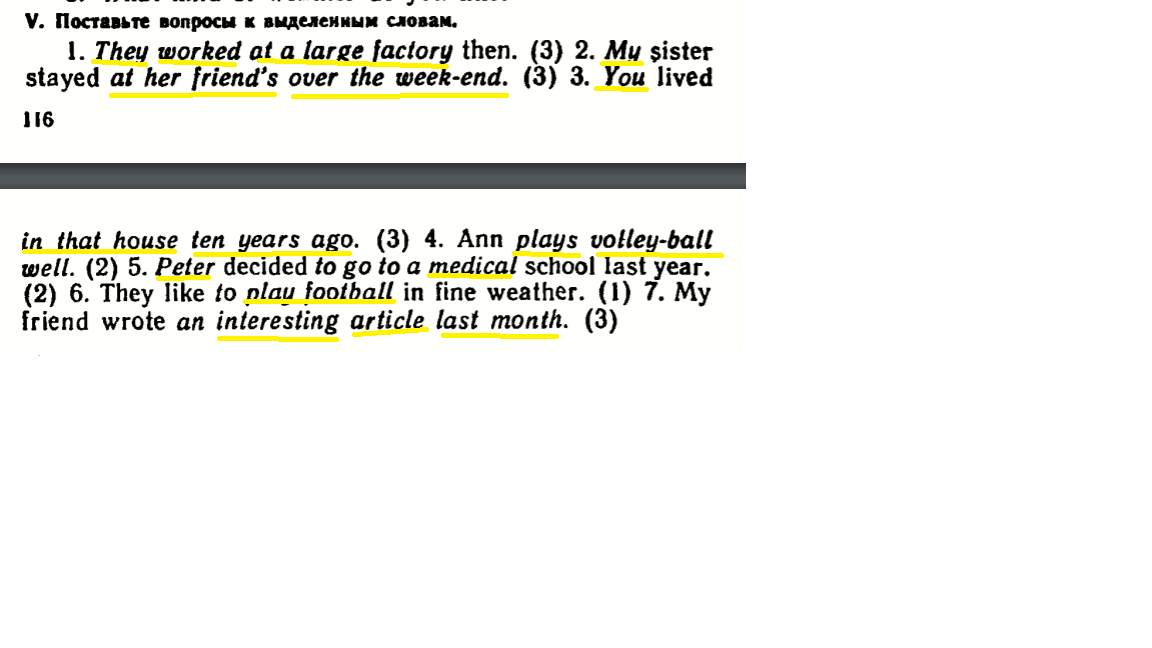 V. Поставьте вопросы к выделенным словам.
1. They worked at a large factory then. (3) 2. My sister
stayed at her friend's over the week-end. (3) 3. You lived
116
in that house ten years ago. (3) 4. Ann plays volley-ball
well. (2) 5. Peter decided to go to a medical school last year.
(2) 6. They like to play football in fine weather. (1) 7. My
friend wrote an interesting article last month. (3)